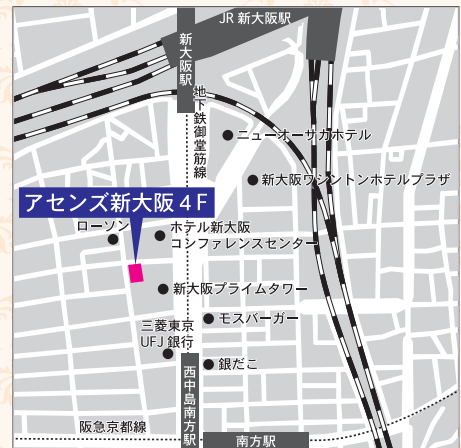 JR 新大阪駅
新大阪駅
地下鉄御堂筋線
ニューオーサカホテル
新大阪ワシントンホテルプラザ
アセンズ新大阪４F
ローソン
ホテル新大阪
コンファレンスセンター
新大阪プライムタワー
モスバーガー
三菱東京
UFJ 銀行
銀だこ
西中島南方駅
阪急京都線
南方駅